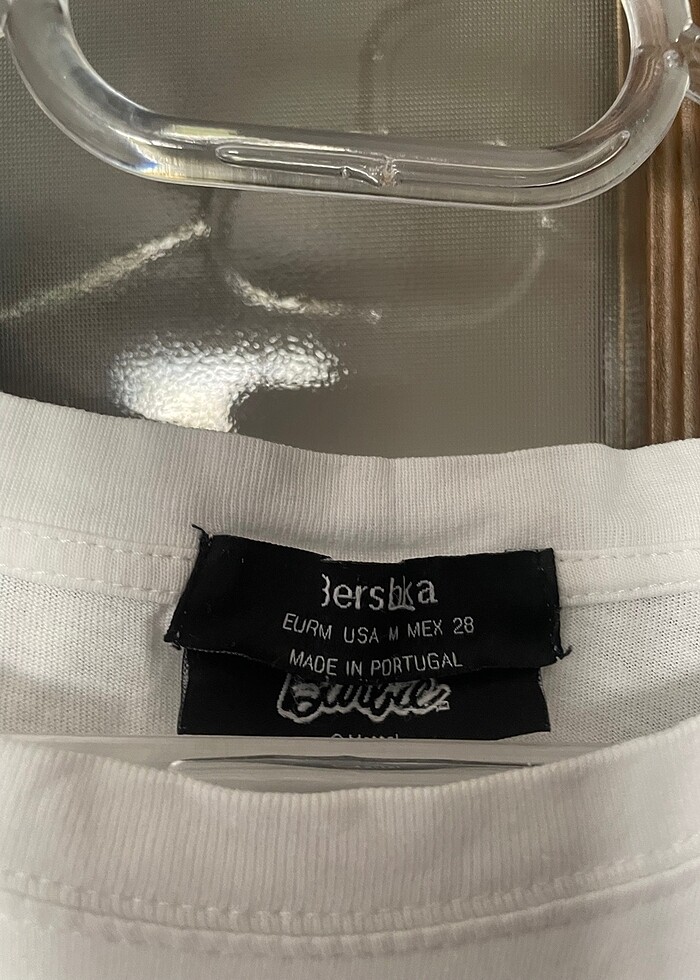 Bershka
EUR M USA M MEX 28
MADE IN PORTUGAL
Barbie